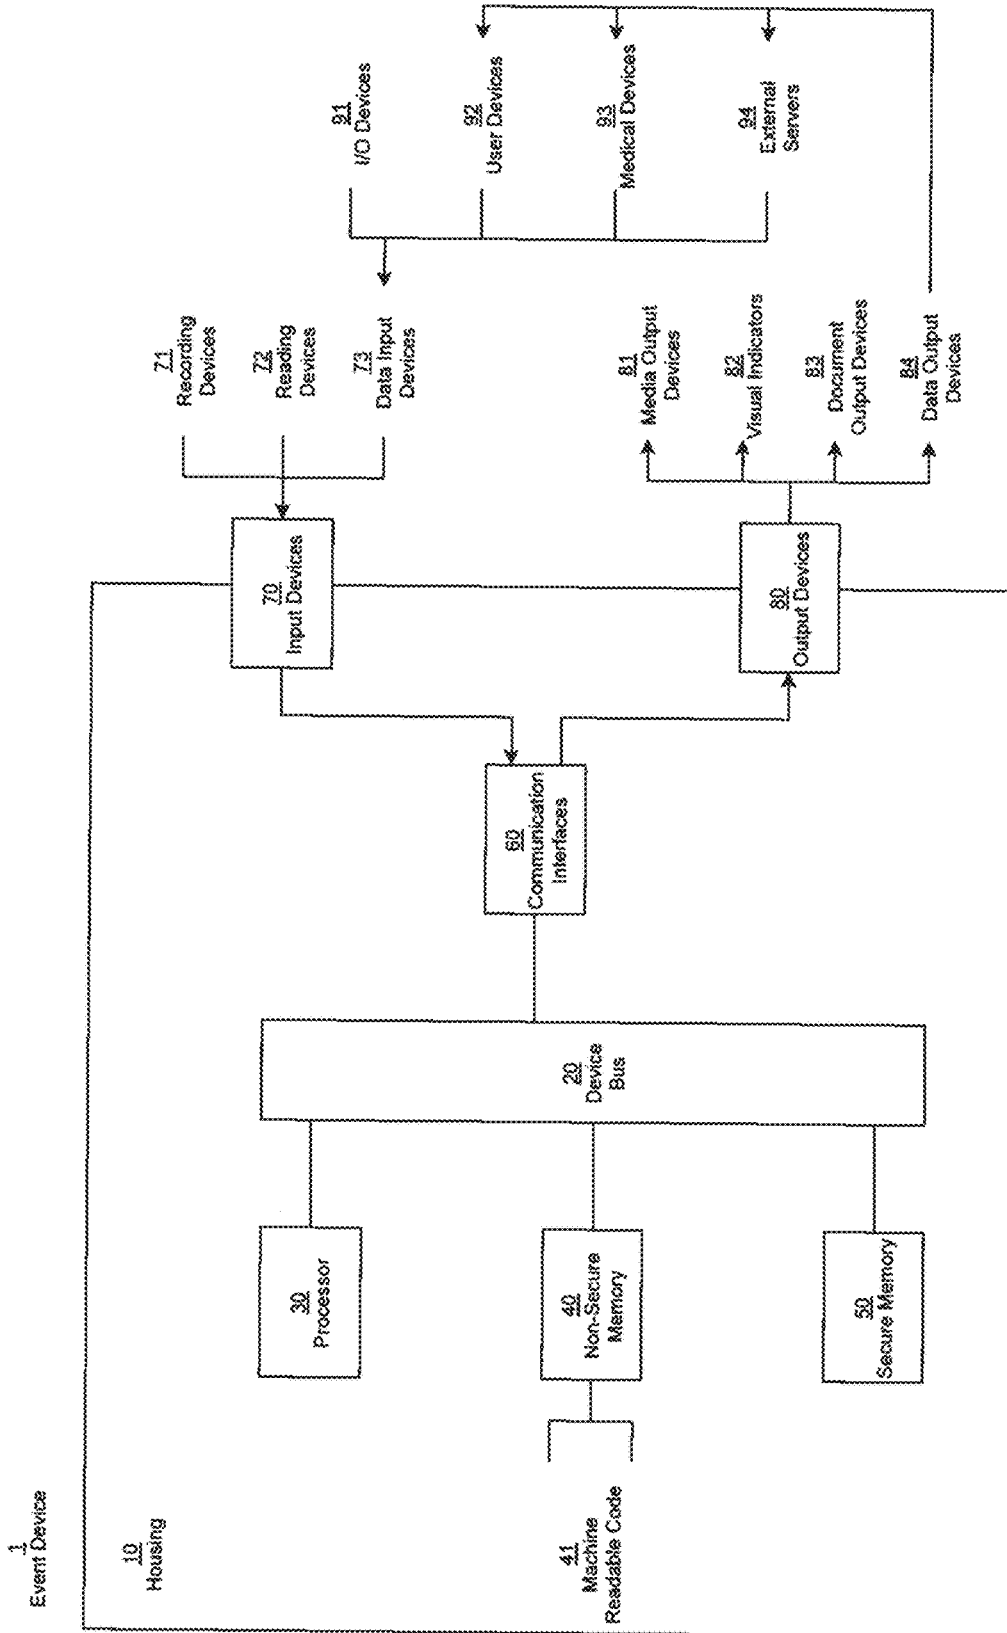 1
Event Device
10
Housing
41
Machine
Readable Code
30
Processor
40
Non-Secure
Memory
50
Secure Memory
20
Device
Bus
60
Communication
Interfaces
70
Input Devices
80
Output Devices
71
Recording
Devices
72
Reading
Devices
73
Data Input
Devices
81
Media Output
Devices
82
Visual Indicators
83
Document
Output Devices
84
Data Output
Devices
91
I/O Devices
92
User Devices
93
Medical Devices
94
External
Servers